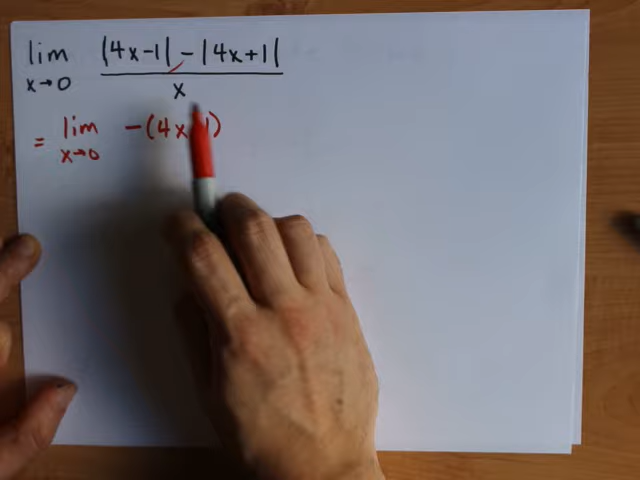 lim |4x-1| - |4x+1|
x→0 x
= lim -(4x 1)
x→0